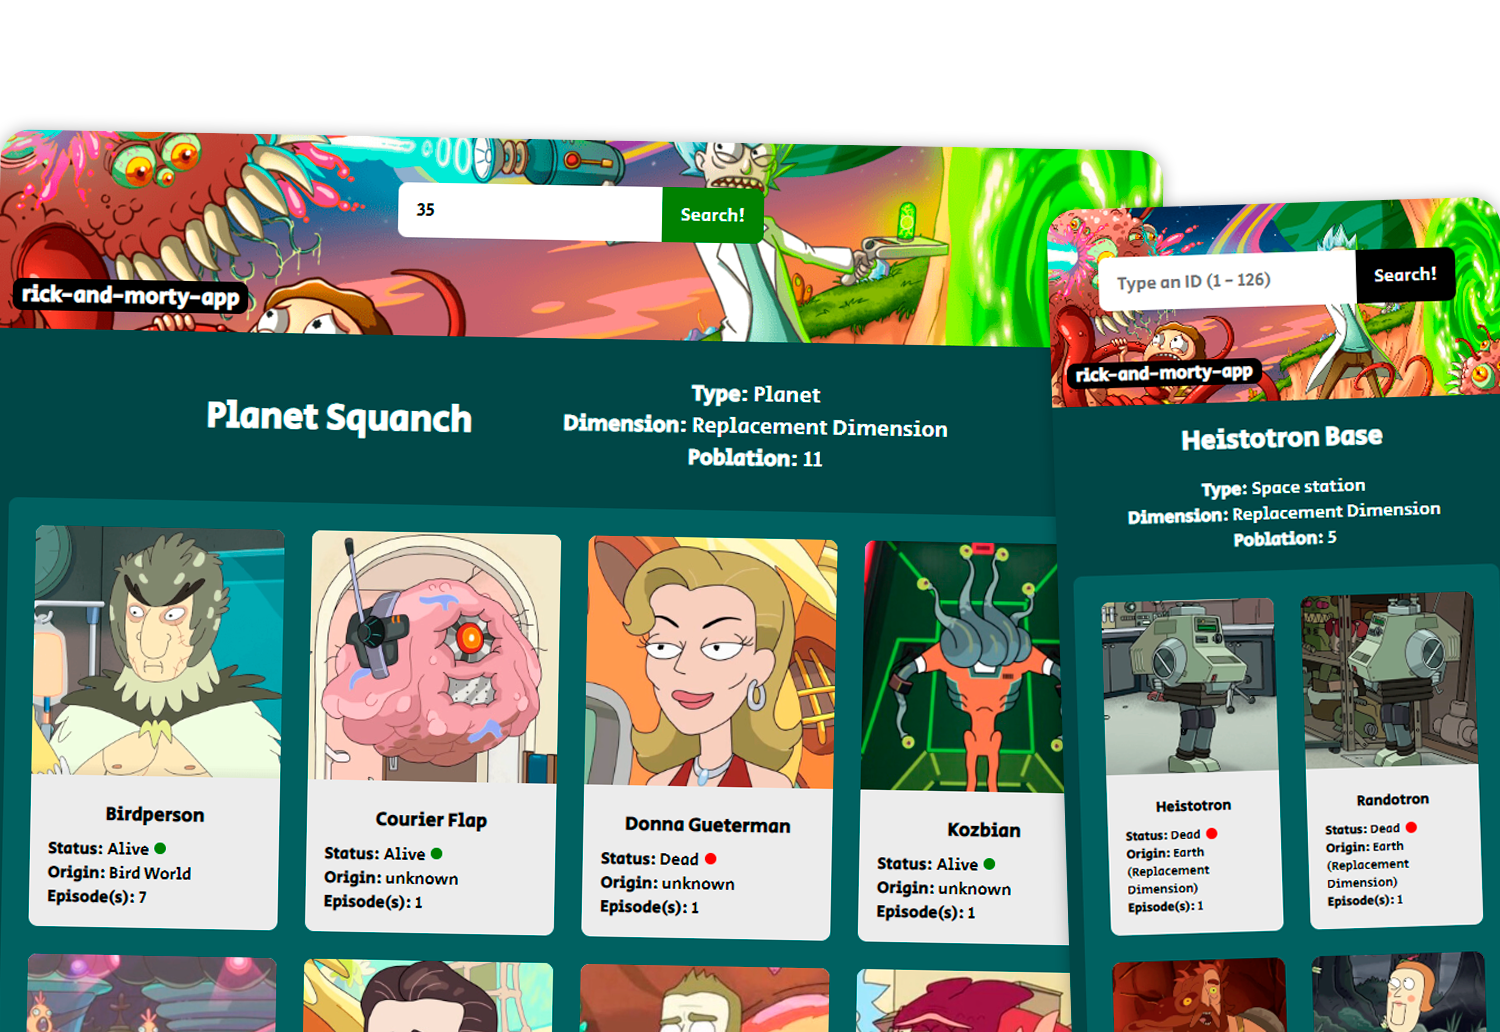 35
Search!
rick-and-morty-app
Planet Squanch
Type: Planet
Dimension: Replacement Dimension
Poblation: 11
Birdperson
Status: Alive
Origin: Bird World
Episode(s): 7
Courier Flap
Status: Alive
Origin: unknown
Episode(s): 1
Donna Gueterman
Status: Dead
Origin: unknown
Episode(s): 1
Kozbian
Status: Alive
Origin: unknown
Episode(s): 1
Type an ID (1 - 126)
Search!
rick-and-morty-app
Heistotron Base
Type: Space station
Dimension: Replacement Dimension
Poblation: 5
Heistotron
Status: Dead
Origin: Earth
(Replacement
Dimension)
Episode(s): 1
Randotron
Status: Dead
Origin: Earth
(Replacement
Dimension)
Episode(s): 1